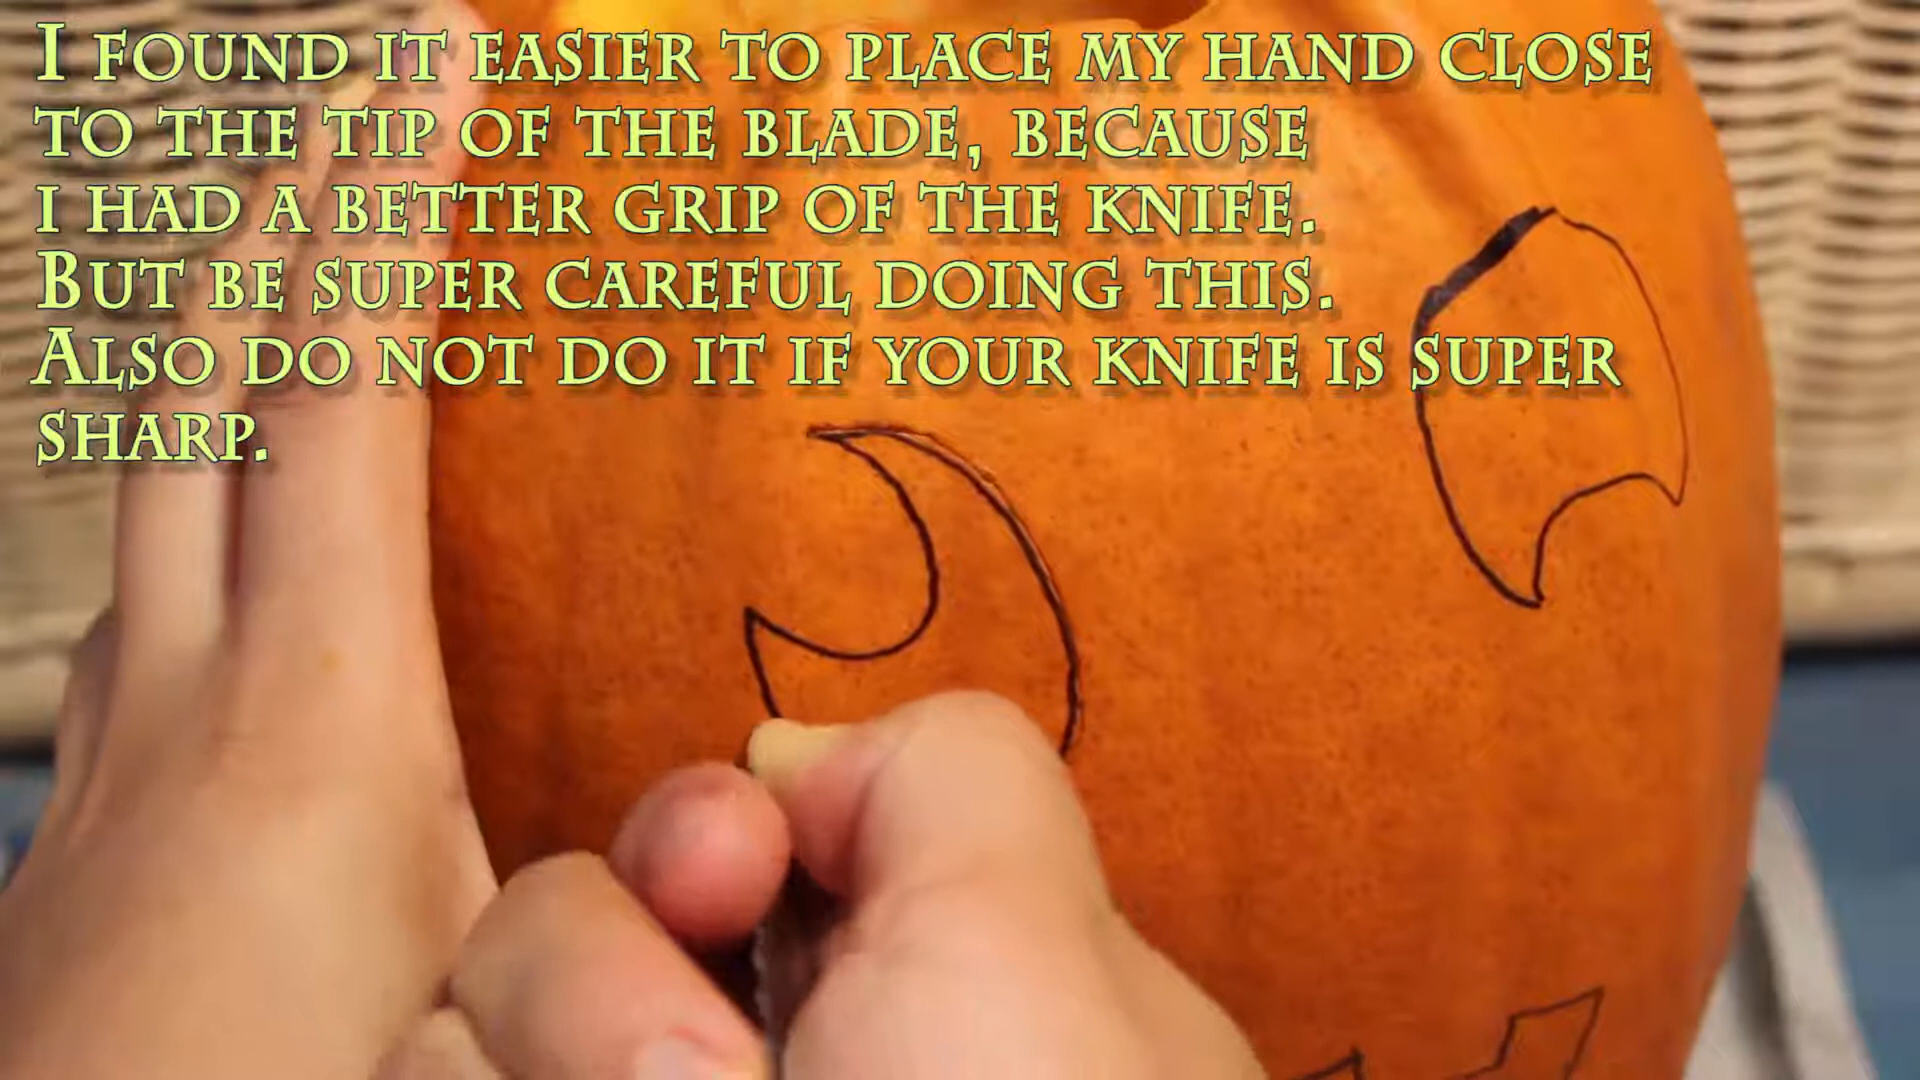 I found it easier to place my hand close
to the tip of the blade, because
i had a better grip of the knife.
But be super careful doing this.
Also do not do it if your knife is super
sharp.